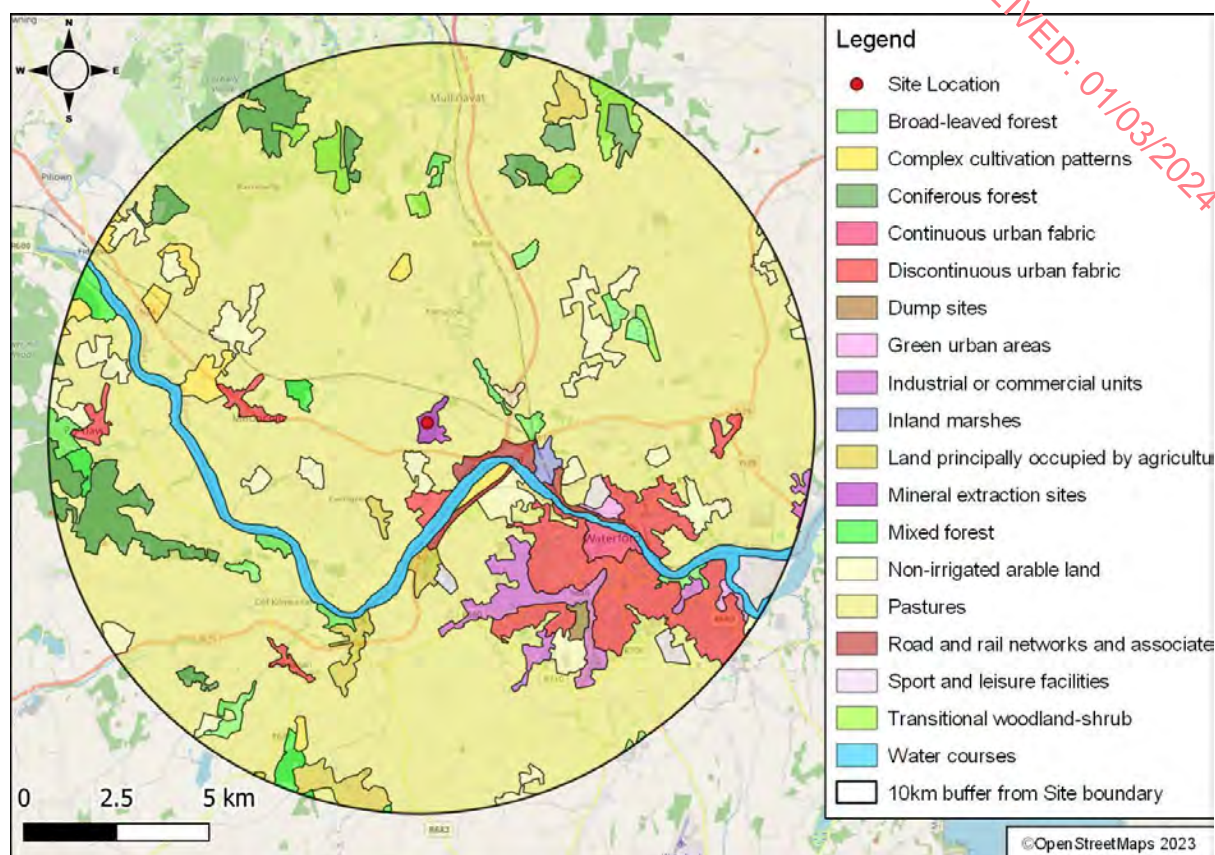 N
W
E
S
Mullinavat
Piltown
Waterford
0
2.5
5 km
©OpenStreetMaps 2023
IVED: 01/03/2024
Legend
Site Location
Broad-leaved forest
Complex cultivation patterns
Coniferous forest
Continuous urban fabric
Discontinuous urban fabric
Dump sites
Green urban areas
Industrial or commercial units
Inland marshes
Land principally occupied by agricultu
Mineral extraction sites
Mixed forest
Non-irrigated arable land
Pastures
Road and rail networks and associate
Sport and leisure facilities
Transitional woodland-shrub
Water courses
10km buffer from Site boundary